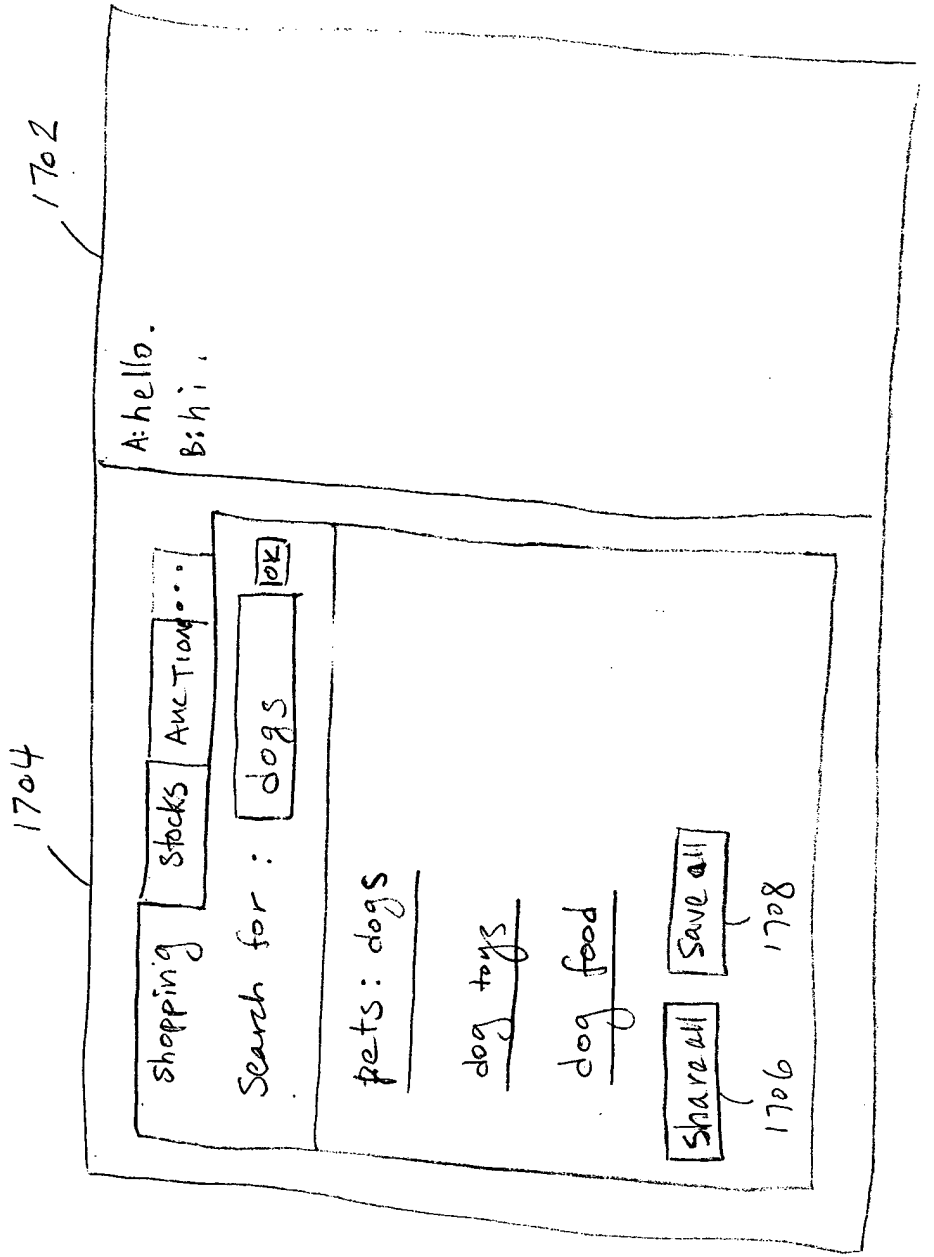 1704
1702
shopping
stocks
AucTion...
Search for :
dogs
OK
pets: dogs
dog toys
dog food
Share all
Save all
1706
1708
A: hello.
B: hi.